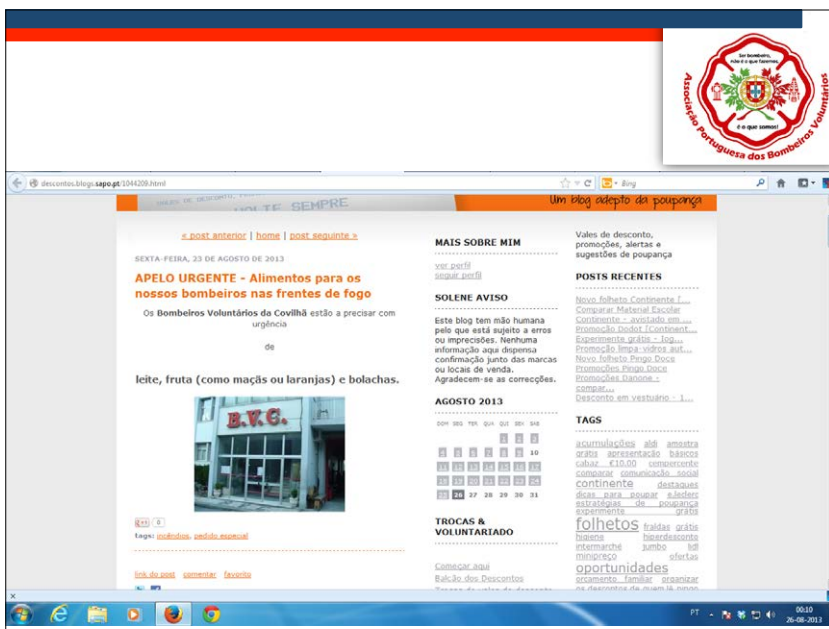 Ser bombeiro,
Não é o que fazemos,
é o que somos!
Associação Portuguesa dos Bombeiros Voluntários
descontos.blogs.sapo.pt/1044209.html
Bing
VOLTE SEMPRE
Um blog adepto da poupança
« post anterior | home | post seguinte »
SEXTA-FEIRA, 23 DE AGOSTO DE 2013
APELO URGENTE - Alimentos para os
nossos bombeiros nas frentes de fogo
Os Bombeiros Voluntários da Covilhã estão a precisar com
urgência
de
leite, fruta (como maçãs ou laranjas) e bolachas.
B.V.C.
0
tags: incêndios, pedido especial
link do post comentar favorito
MAIS SOBRE MIM
ver perfil
seguir perfil
SOLENE AVISO
Este blog tem mão humana
pelo que está sujeito a erros
ou imprecisões. Nenhuma
informação aqui dispensa
confirmação junto das marcas
ou locais de venda.
Agradecem-se as correcções.
AGOSTO 2013
DOM SEG TER QUA QUI SEX SAB
1 2 3
4 5 6 7 8 9 10
11 12 13 14 15 16 17
18 19 20 21 22 23 24
25 26 27 28 29 30 31
TROCAS &
VOLUNTARIADO
Começar aqui
Balcão dos Descontos
Vales de desconto,
promoções, alertas e
sugestões de poupança
POSTS RECENTES
Novo folheto Continente [...
Comparar Material Escolar
Continente - avistado em ...
Promoção Dodot [Continent...
Experimente grátis - Iog...
Promoção limpa-vidros aut...
Novo folheto Pingo Doce
Promoções Pingo Doce
Promoções Danone -
compar...
Desconto em vestuário - 1...
TAGS
acumulações aldi amostra
grátis apresentação básicos
cabaz €10.00 cempercento
comparar comunicação social
continente destaques
dicas para poupar e.leclerc
estratégias de poupança
experimente grátis
folhetos fraldas grátis
higiene hiperdesconto
intermarché jumbo lidl
minipreço ofertas
oportunidades
orçamento familiar organizar
os descontos de quem lá pingo
PT
00:10
26-08-2013